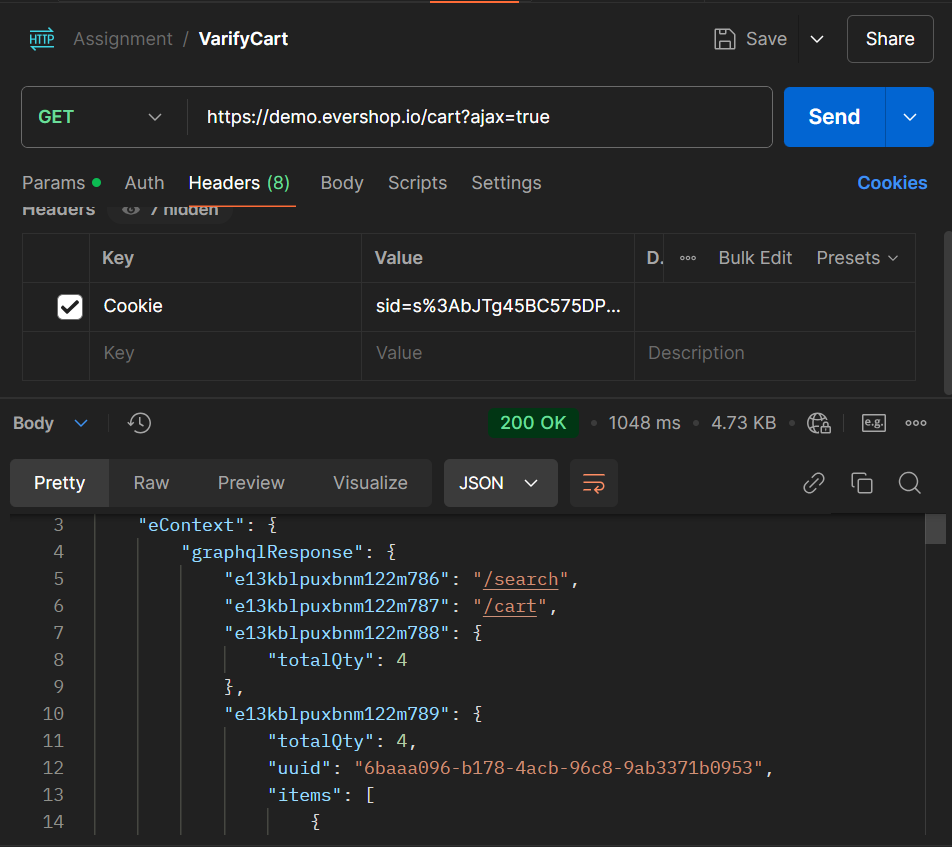 HTTP Assignment / VarifyCart Save Share
GET https://demo.evershop.io/cart?ajax=true Send
Params Auth Headers (8) Body Scripts Settings Cookies
Headers 7 hidden
Key Value D. Bulk Edit Presets
Cookie sid=s%3AbJTg45BC575DP...
Key Value Description
Body 200 OK 1048 ms 4.73 KB e.g.
Pretty Raw Preview Visualize JSON
3 "eContext": {
4 "graphqlResponse": {
5 "e13kblpuxbnm122m786": "/search",
6 "e13kblpuxbnm122m787": "/cart",
7 "e13kblpuxbnm122m788": {
8 "totalQty": 4
9 },
10 "e13kblpuxbnm122m789": {
11 "totalQty": 4,
12 "uuid": "6baaa096-b178-4acb-96c8-9ab3371b0953",
13 "items": [
14 {